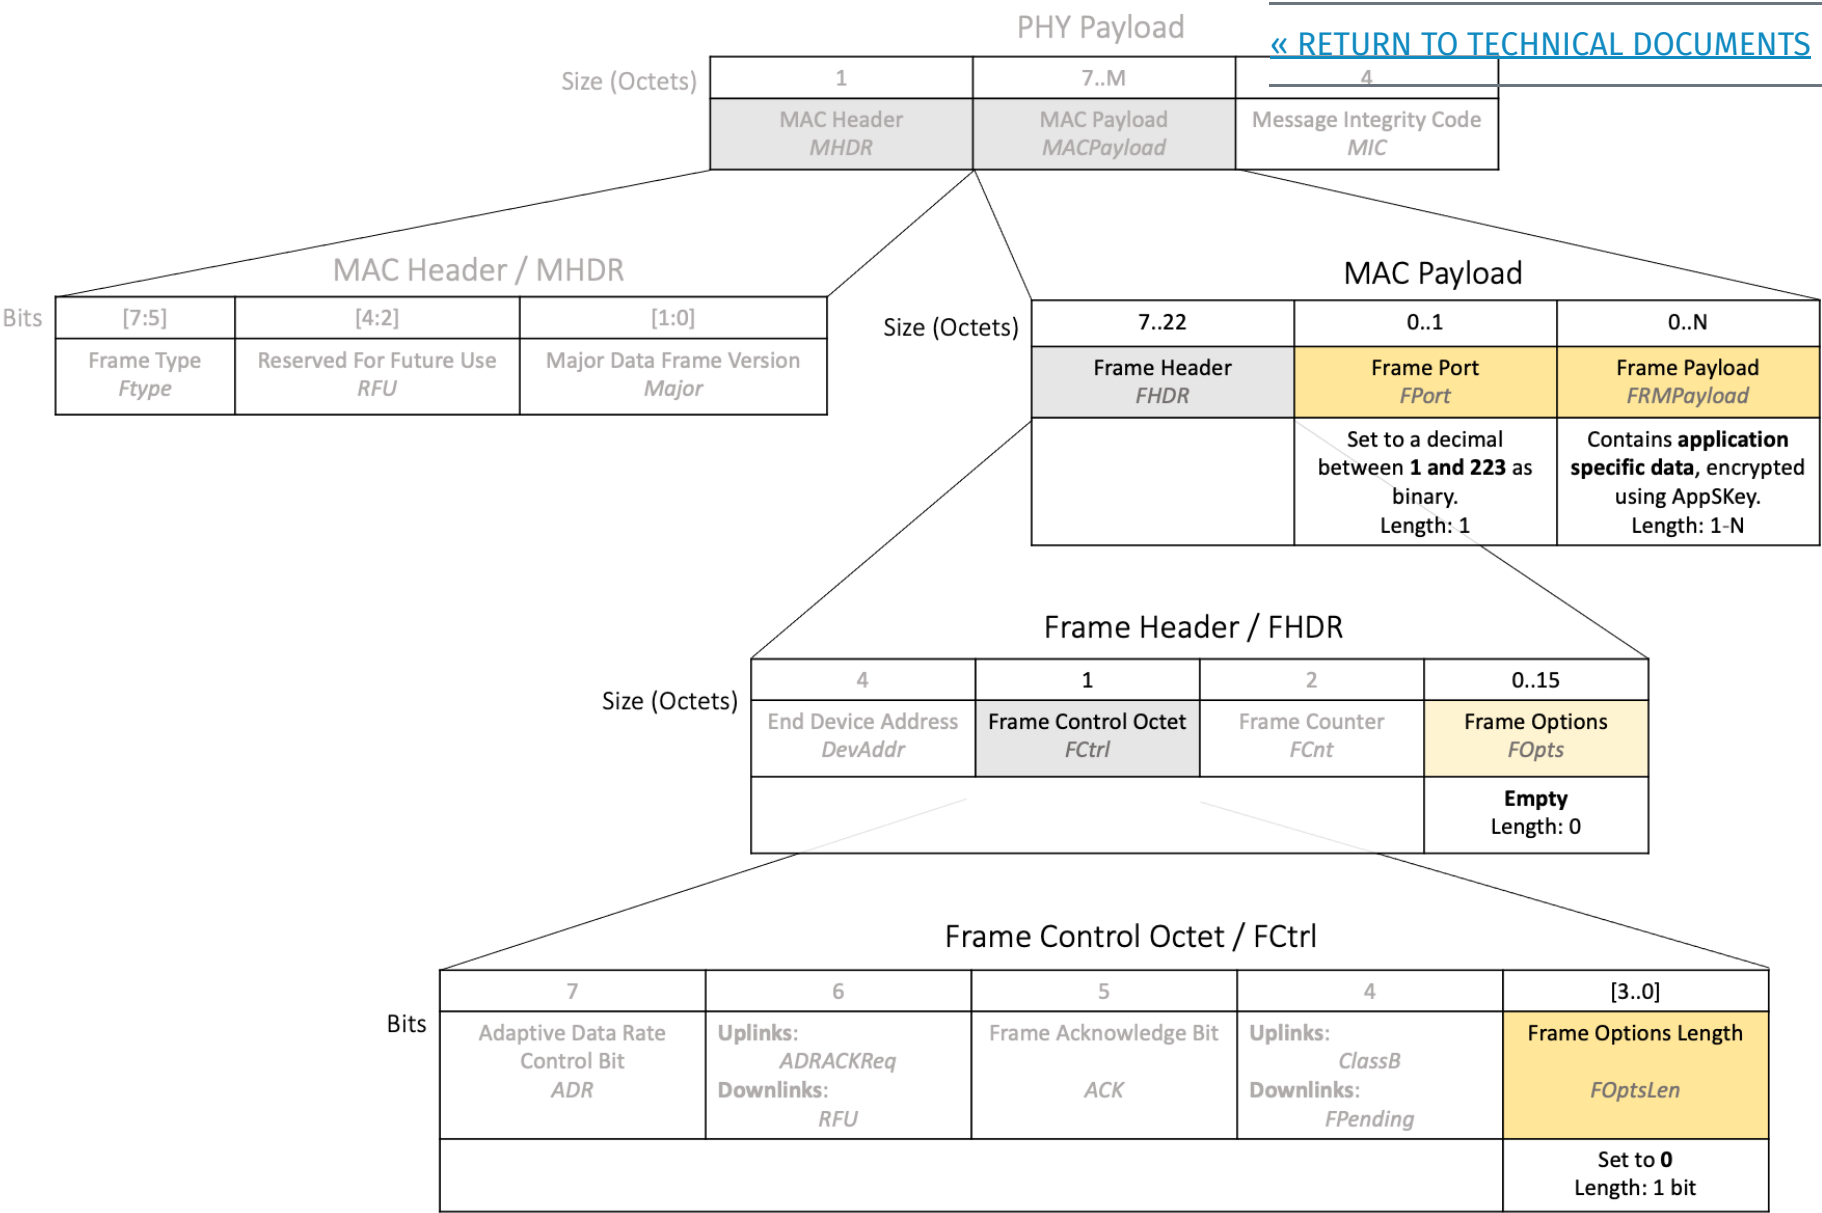 PHY Payload
« RETURN TO TECHNICAL DOCUMENTS
Size (Octets)
1
7..M
4
MAC Header
MHDR
MAC Payload
MACPayload
Message Integrity Code
MIC
MAC Header / MHDR
Bits
[7:5]
[4:2]
[1:0]
Frame Type
Ftype
Reserved For Future Use
RFU
Major Data Frame Version
Major
MAC Payload
Size (Octets)
7..22
0..1
0..N
Frame Header
FHDR
Frame Port
FPort
Frame Payload
FRMPayload
Set to a decimal
between 1 and 223 as
binary.
Length: 1
Contains application
specific data, encrypted
using AppSKey.
Length: 1-N
Frame Header / FHDR
Size (Octets)
4
1
2
0..15
End Device Address
DevAddr
Frame Control Octet
FCtrl
Frame Counter
FCnt
Frame Options
FOpts
Empty
Length: 0
Frame Control Octet / FCtrl
Bits
7
6
5
4
[3..0]
Adaptive Data Rate
Control Bit
ADR
Uplinks:
ADRACKReq
Downlinks:
RFU
Frame Acknowledge Bit
ACK
Uplinks:
ClassB
Downlinks:
FPending
Frame Options Length
FOptsLen
Set to 0
Length: 1 bit